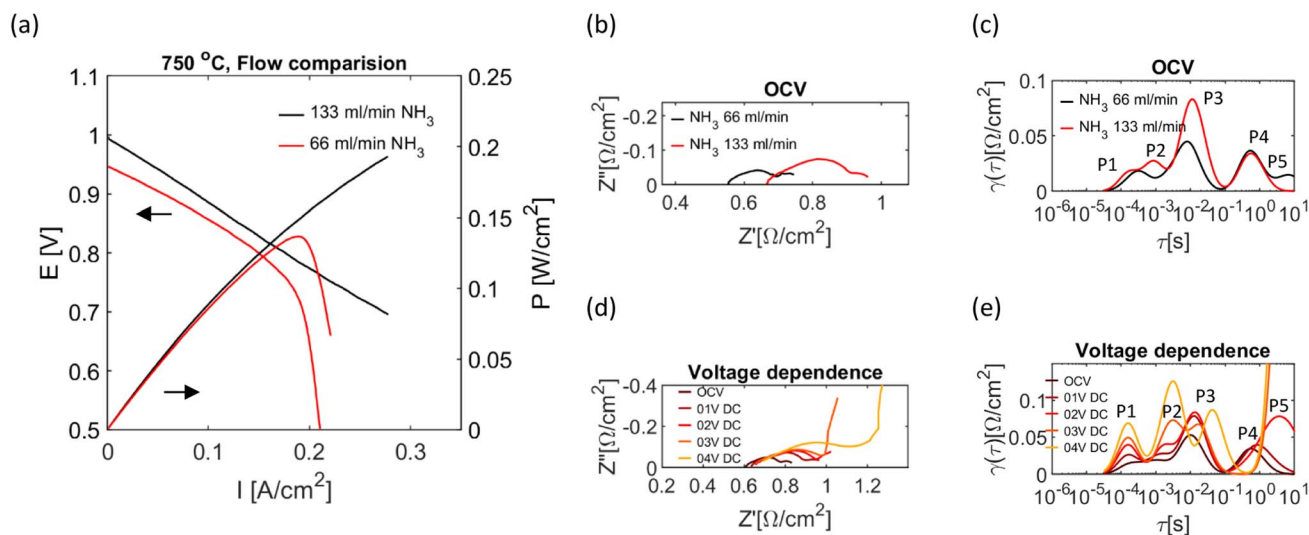 (a)
750 °C, Flow comparision
1.1
1
0.9
0.8
0.7
0.6
0.5
E [V]
0.25
0.2
0.15
0.1
0.05
0
P [W/cm²]
133 ml/min NH₃
66 ml/min NH₃
0 0.1 0.2 0.3
I [A/cm²]
(b)
OCV
-0.2
-0.1
0
Z''[Ω/cm²]
NH₃ 66 ml/min
NH₃ 133 ml/min
0.4 0.6 0.8 1
Z'[Ω/cm²]
(c)
OCV
0.1
0.05
0
γ(τ)[Ω/cm²]
NH₃ 66 ml/min
NH₃ 133 ml/min
P1 P2 P3 P4 P5
10⁻⁶ 10⁻⁵ 10⁻⁴ 10⁻³ 10⁻² 10⁻¹ 10⁰ 10¹
τ[s]
(d)
Voltage dependence
-0.4
-0.2
0
Z''[Ω/cm²]
OCV
01V DC
02V DC
03V DC
04V DC
0.2 0.4 0.6 0.8 1 1.2
Z'[Ω/cm²]
(e)
Voltage dependence
0.1
0.05
0
γ(τ)[Ω/cm²]
OCV
01V DC
02V DC
03V DC
04V DC
P1 P2 P3 P4 P5
10⁻⁶ 10⁻⁵ 10⁻⁴ 10⁻³ 10⁻² 10⁻¹ 10⁰ 10¹
τ[s]